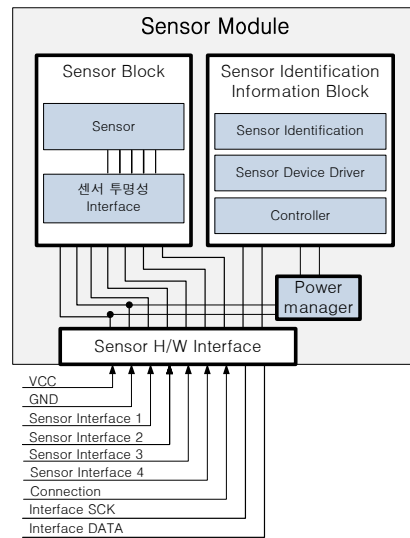 Sensor Module
Sensor Block
Sensor
센서 투명성
Interface
Sensor Identification
Information Block
Sensor Identification
Sensor Device Driver
Controller
Power
manager
Sensor H/W Interface
VCC
GND
Sensor Interface 1
Sensor Interface 2
Sensor Interface 3
Sensor Interface 4
Connection
Interface SCK
Interface DATA